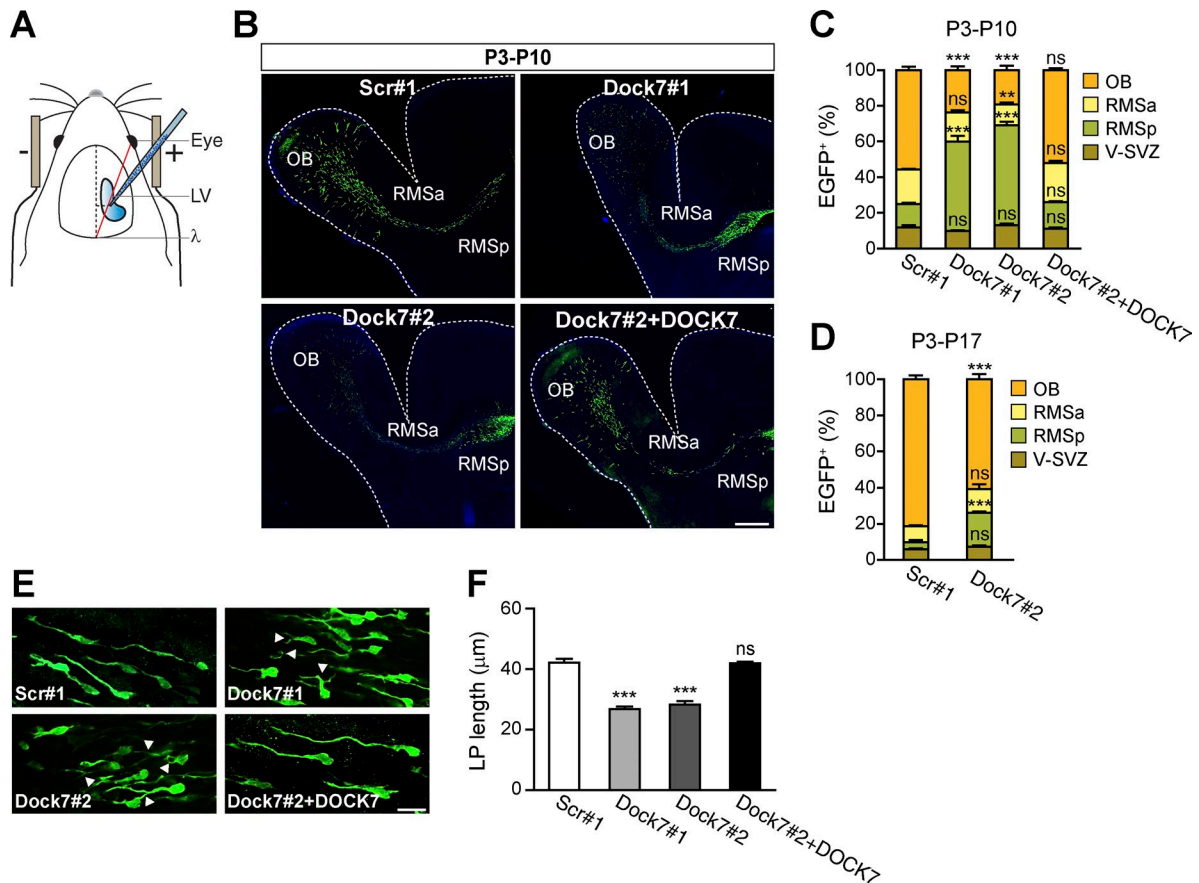 A
-
+
Eye
LV
λ
B
P3-P10
Scr#1
OB
RMSa
RMSp
Dock7#1
OB
RMSa
RMSp
Dock7#2
OB
RMSa
RMSp
Dock7#2+DOCK7
OB
RMSa
RMSp
C
P3-P10
EGFP⁺ (%)
100
80
60
40
20
0
*** *** ns
ns ** ns
*** *** ns
ns ns ns
Scr#1
Dock7#1
Dock7#2
Dock7#2+DOCK7
OB
RMSa
RMSp
V-SVZ
D
P3-P17
EGFP⁺ (%)
100
80
60
40
20
0
***
ns
***
ns
Scr#1
Dock7#2
OB
RMSa
RMSp
V-SVZ
E
Scr#1
Dock7#1
Dock7#2
Dock7#2+DOCK7
F
LP length (μm)
60
40
20
0
*** *** ns
Scr#1
Dock7#1
Dock7#2
Dock7#2+DOCK7